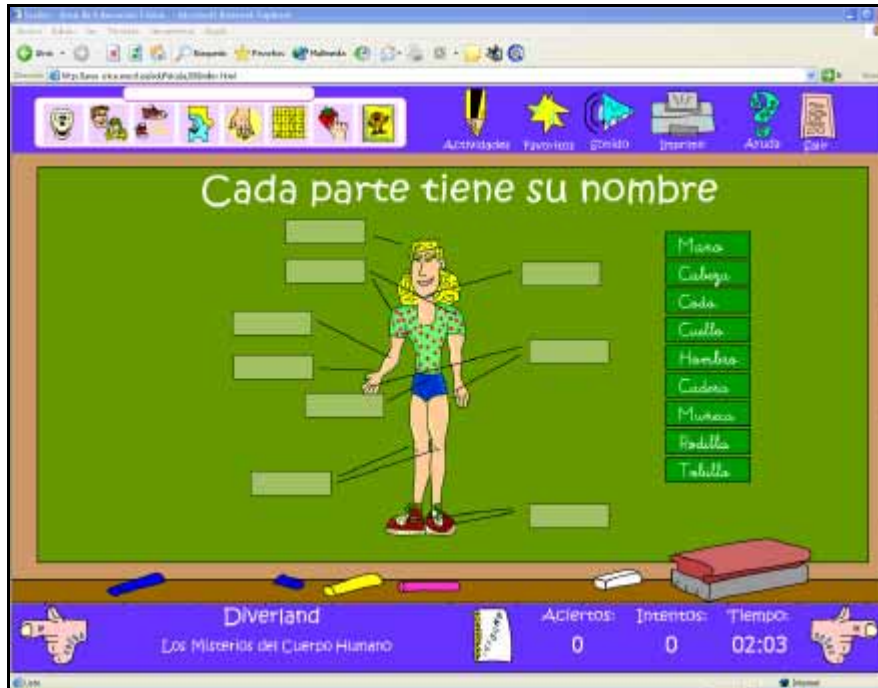 Actividades
Favoritos
Sonido
Imprimir
Ayuda
Salir
Cada parte tiene su nombre
Mano
Cabeza
Codo
Cuello
Hombro
Cadera
Muñeca
Rodilla
Tobillo
Diverland
Los Misterios del Cuerpo Humano
Aciertos:
0
Intentos:
0
Tiempo:
02:03